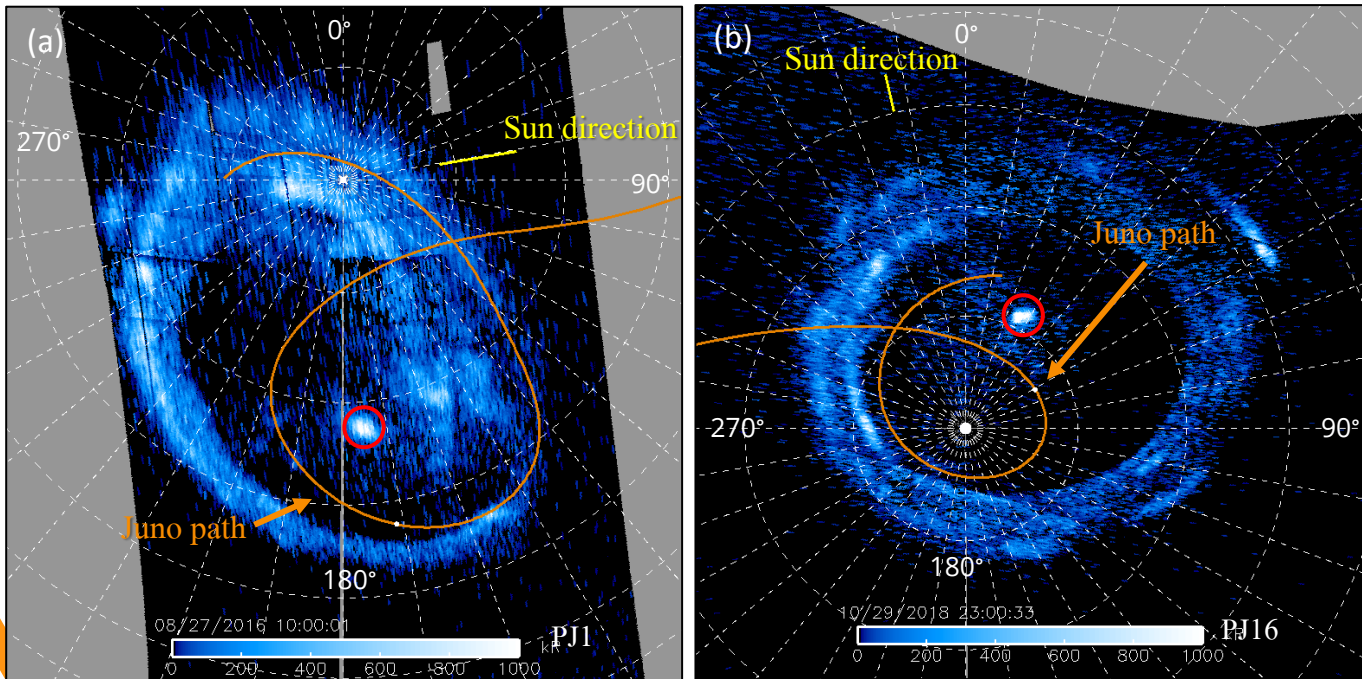 (a)
0°
Sun direction
270°
90°
Juno path
180°
08/27/2016 10:00:01
PJ1
kR
0 200 400 600 800 1000
(b)
0°
Sun direction
Juno path
270°
90°
180°
10/29/2018 23:00:33
PJ16
0 200 400 600 800 1000